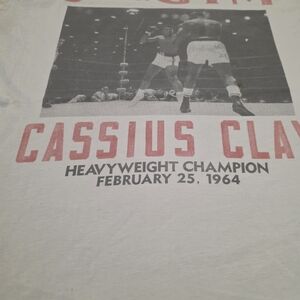 CASSIUS CLAY
HEAVYWEIGHT CHAMPION
FEBRUARY 25, 1964